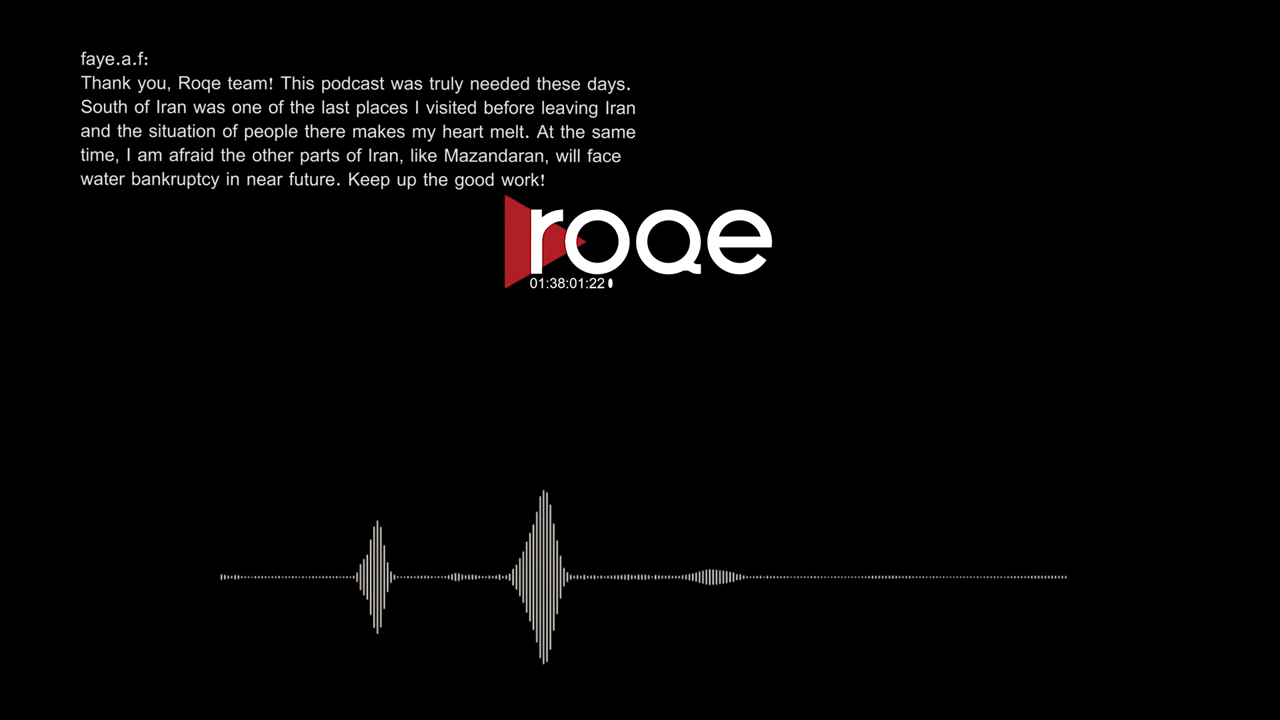 faye.a.f:
Thank you, Roqe team! This podcast was truly needed these days.
South of Iran was one of the last places I visited before leaving Iran
and the situation of people there makes my heart melt. At the same
time, I am afraid the other parts of Iran, like Mazandaran, will face
water bankruptcy in near future. Keep up the good work!
roqe
01:38:01:22